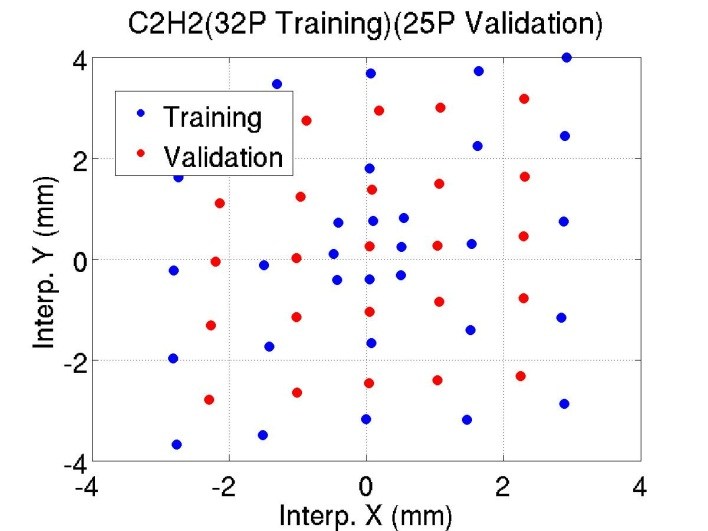 C2H2(32P Training)(25P Validation)
4
Training
Validation
2
0
-2
-4
Interp. Y (mm)
-4 -2 0 2 4
Interp. X (mm)